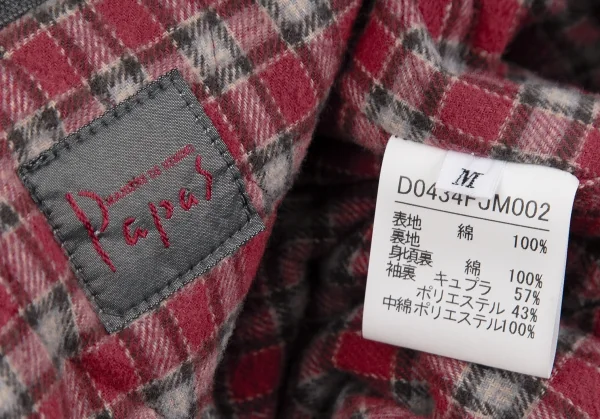 Papas
M
D0434FJM002
表地 綿 100%
裏地
身頃裏 綿 100%
袖裏 キュプラ 57%
ポリエステル 43%
中綿 ポリエステル100%